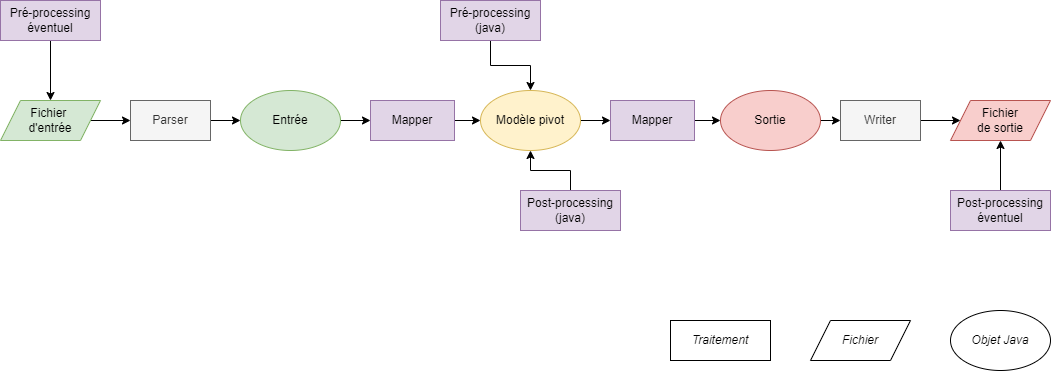 Pré-processing
éventuel
Pré-processing
(java)
Fichier
d'entrée
Parser
Entrée
Mapper
Modèle pivot
Mapper
Sortie
Writer
Fichier
de sortie
Post-processing
(java)
Post-processing
éventuel
Traitement
Fichier
Objet Java